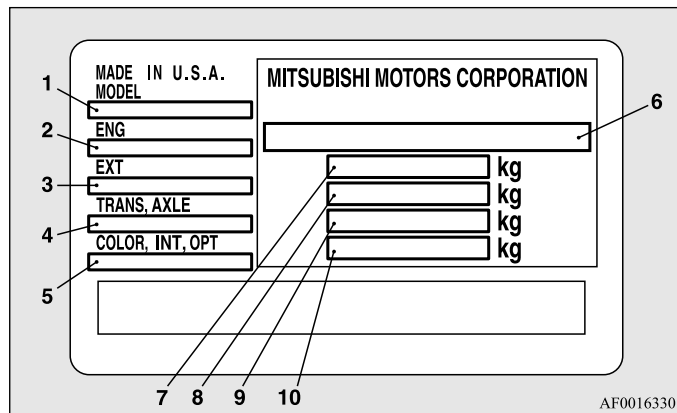 MADE IN U.S.A.
MODEL
ENG
EXT
TRANS, AXLE
COLOR, INT, OPT
MITSUBISHI MOTORS CORPORATION
kg
kg
kg
kg
1
2
3
4
5
6
7 8 9 10
AF0016330